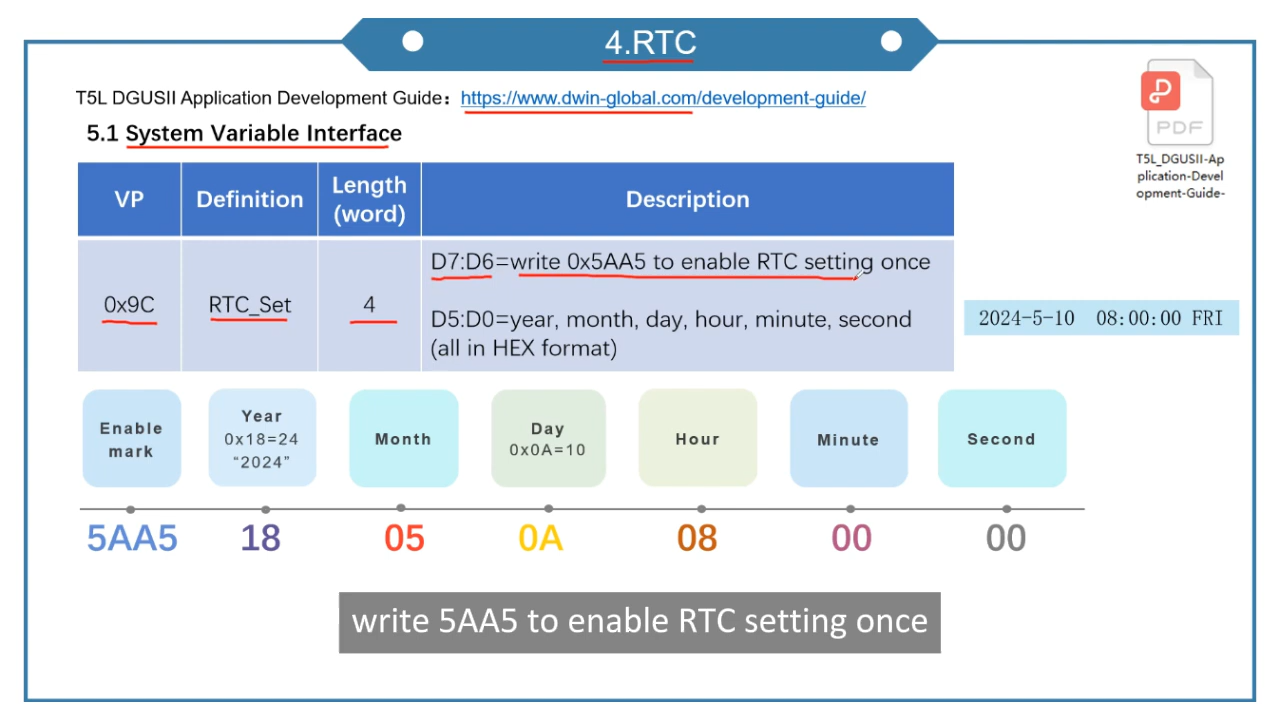 4.RTC
T5L DGUSII Application Development Guide: https://www.dwin-global.com/development-guide/
5.1 System Variable Interface
PDF
T5L_DGUSII-Ap
plication-Devel
opment-Guide-
VP
Definition
Length
(word)
Description
0x9C
RTC_Set
4
D7:D6=write 0x5AA5 to enable RTC setting once
D5:D0=year, month, day, hour, minute, second
(all in HEX format)
2024-5-10 08:00:00 FRI
Enable
mark
Year
0x18=24
“2024”
Month
Day
0x0A=10
Hour
Minute
Second
5AA5 18 05 0A 08 00 00
write 5AA5 to enable RTC setting once